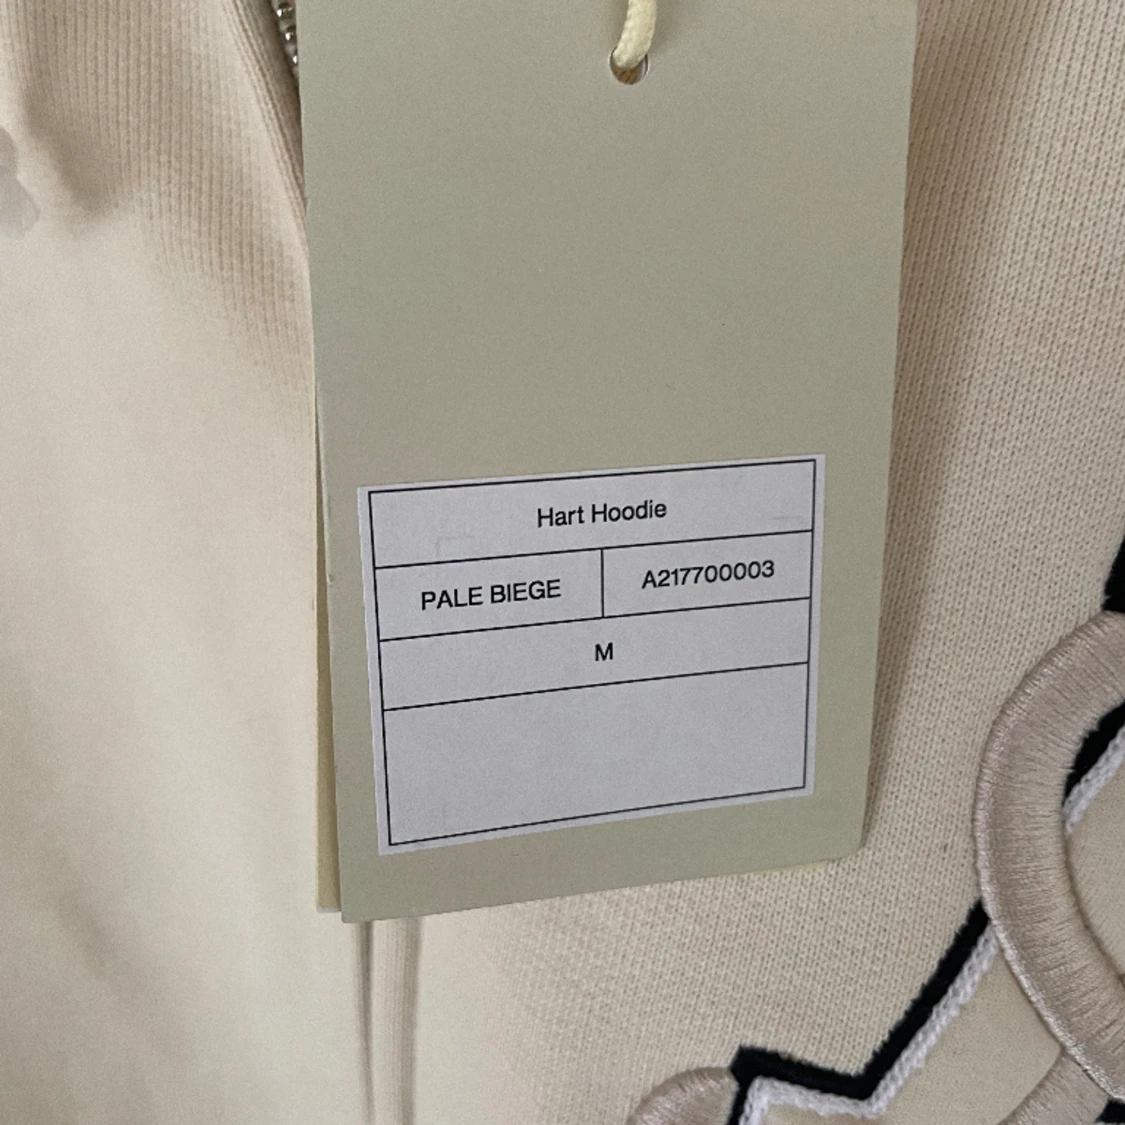 Hart Hoodie
PALE BIEGE A217700003
M